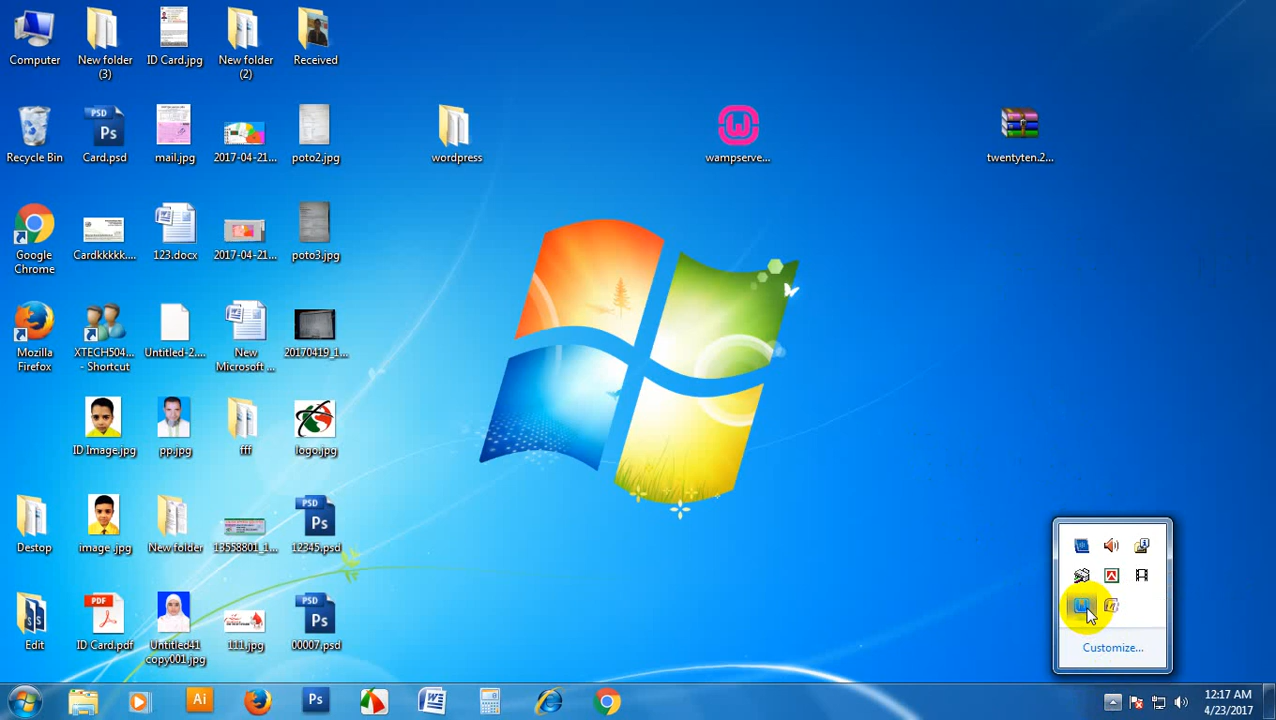 Computer
New folder (3)
ID Card.jpg
New folder (2)
Received
Recycle Bin
Card.psd
mail.jpg
2017-04-21...
poto2.jpg
wordpress
wampserve...
twentyten.2...
Google Chrome
Cardkkkkk....
123.docx
2017-04-21...
poto3.jpg
Mozilla Firefox
XTECH504... - Shortcut
Untitled-2....
New Microsoft ...
20170419_1...
ID Image.jpg
pp.jpg
fff
logo.jpg
Destop
image .jpg
New folder
13558801_1...
12345.psd
Edit
ID Card.pdf
Untitled41 copy001.jpg
111.jpg
00007.psd
Customize...
12:17 AM
4/23/2017